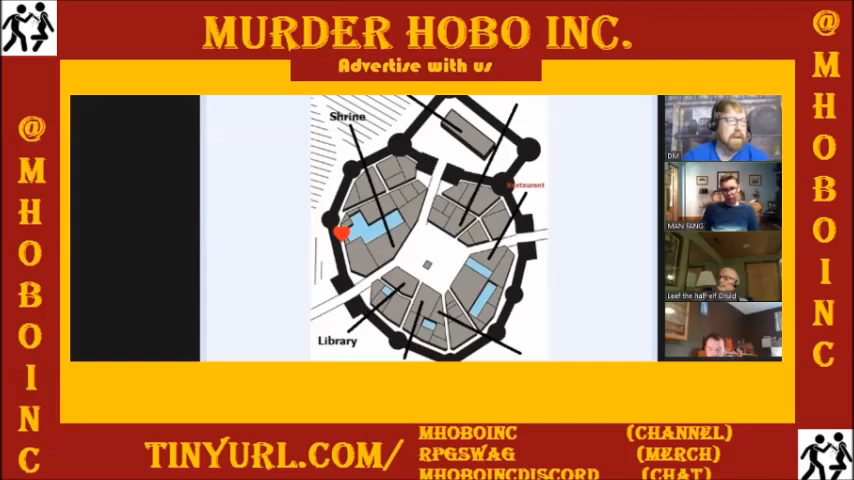 MURDER HOBO INC.
Advertise with us
@MHOBOINC
@MHOBOINC
Shrine
Restaurant
Library
DM
MAN FANG
Leef the half-elf Druid
TINYURL.COM/
MHOBOINC (CHANNEL)
RPGSWAG (MERCH)
MHOBOINCDISCORD (CHAT)